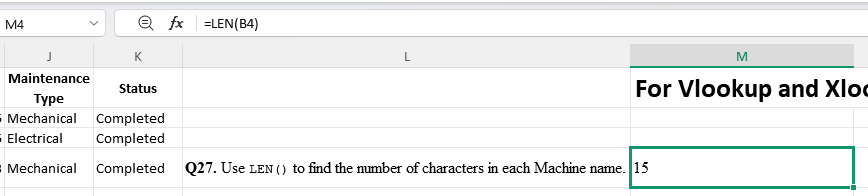 M4 fx =LEN(B4)
J K L M
Maintenance Type Status For Vlookup and Xloo
Mechanical Completed
Electrical Completed
Mechanical Completed Q27. Use LEN() to find the number of characters in each Machine name. 15